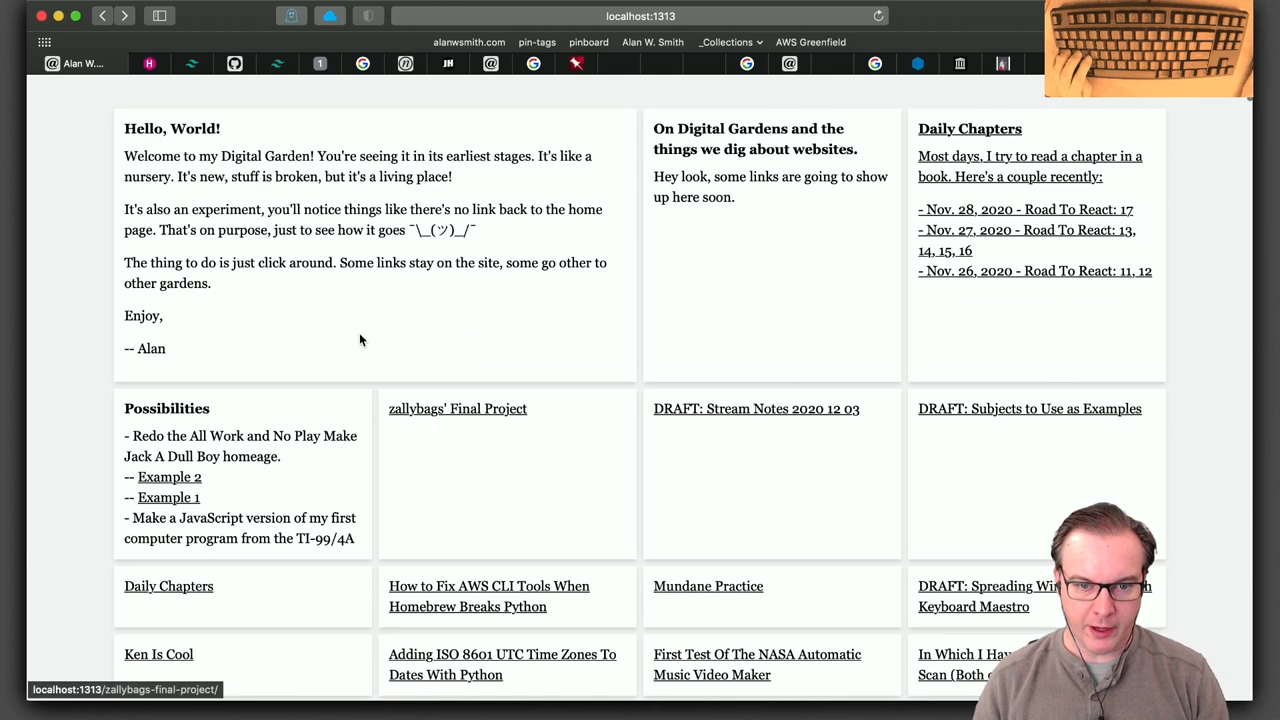 localhost:1313
alanwsmith.com pin-tags pinboard Alan W. Smith _Collections AWS Greenfield
Alan W....
Hello, World!
Welcome to my Digital Garden! You're seeing it in its earliest stages. It's like a
nursery. It's new, stuff is broken, but it's a living place!
It's also an experiment, you'll notice things like there's no link back to the home
page. That's on purpose, just to see how it goes ¯\_(ツ)_/¯
The thing to do is just click around. Some links stay on the site, some go other to
other gardens.
Enjoy,
-- Alan
On Digital Gardens and the
things we dig about websites.
Hey look, some links are going to show
up here soon.
Daily Chapters
Most days, I try to read a chapter in a
book. Here's a couple recently:
- Nov. 28, 2020 - Road To React: 17
- Nov. 27, 2020 - Road To React: 13,
14, 15, 16
- Nov. 26, 2020 - Road To React: 11, 12
Possibilities
- Redo the All Work and No Play Make
Jack A Dull Boy homeage.
-- Example 2
-- Example 1
- Make a JavaScript version of my first
computer program from the TI-99/4A
zallybags' Final Project
DRAFT: Stream Notes 2020 12 03
DRAFT: Subjects to Use as Examples
Daily Chapters
How to Fix AWS CLI Tools When
Homebrew Breaks Python
Mundane Practice
DRAFT: Spreading
Keyboard Maestro
Ken Is Cool
Adding ISO 8601 UTC Time Zones To
Dates With Python
First Test Of The NASA Automatic
Music Video Maker
In Which I
Scan (Both
localhost:1313/zallybags-final-project/